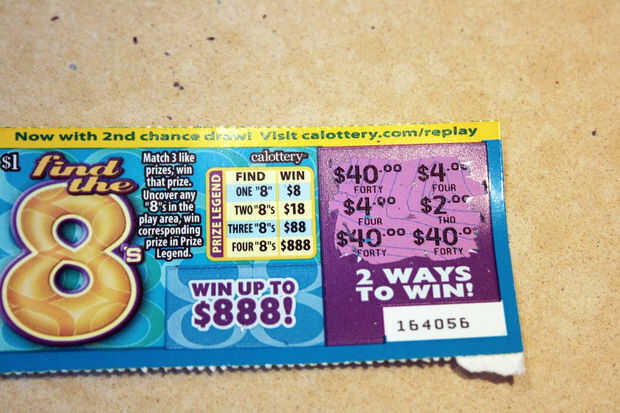 Now with 2nd chance draw! Visit calottery.com/replay
$1
find
the
8's
Match 3 like
prizes, win
that prize.
Uncover any
"8"s in the
play area, win
corresponding
prize in Prize
Legend.
calottery
PRIZE LEGEND
FIND WIN
ONE "8" $8
TWO "8"s $18
THREE "8"s $88
FOUR "8"s $888
WIN UP TO
$888!
$40.00 $4.00
FORTY FOUR
$4.00 $2.00
FOUR TWO
$40.00 $40.0
FORTY FORTY
2 WAYS
TO WIN!
164056